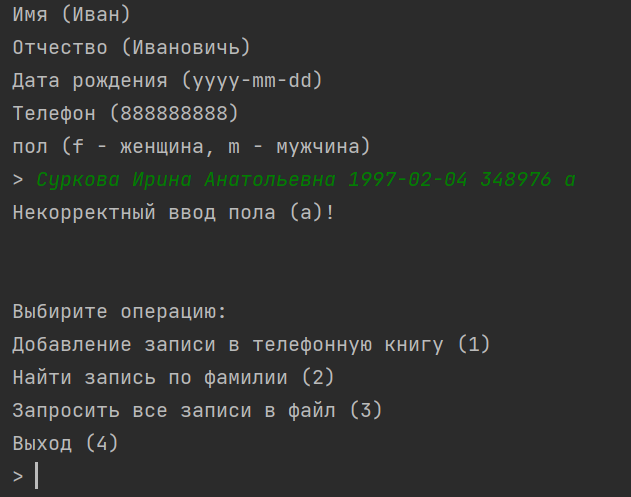 Имя (Иван)
Отчество (Ивановичь)
Дата рождения (yyyy-mm-dd)
Телефон (888888888)
пол (f - женщина, m - мужчина)
> Суркова Ирина Анатольевна 1997-02-04 348976 a
Некорректный ввод пола (a)!
Выбирите операцию:
Добавление записи в телефонную книгу (1)
Найти запись по фамилии (2)
Запросить все записи в файл (3)
Выход (4)
>